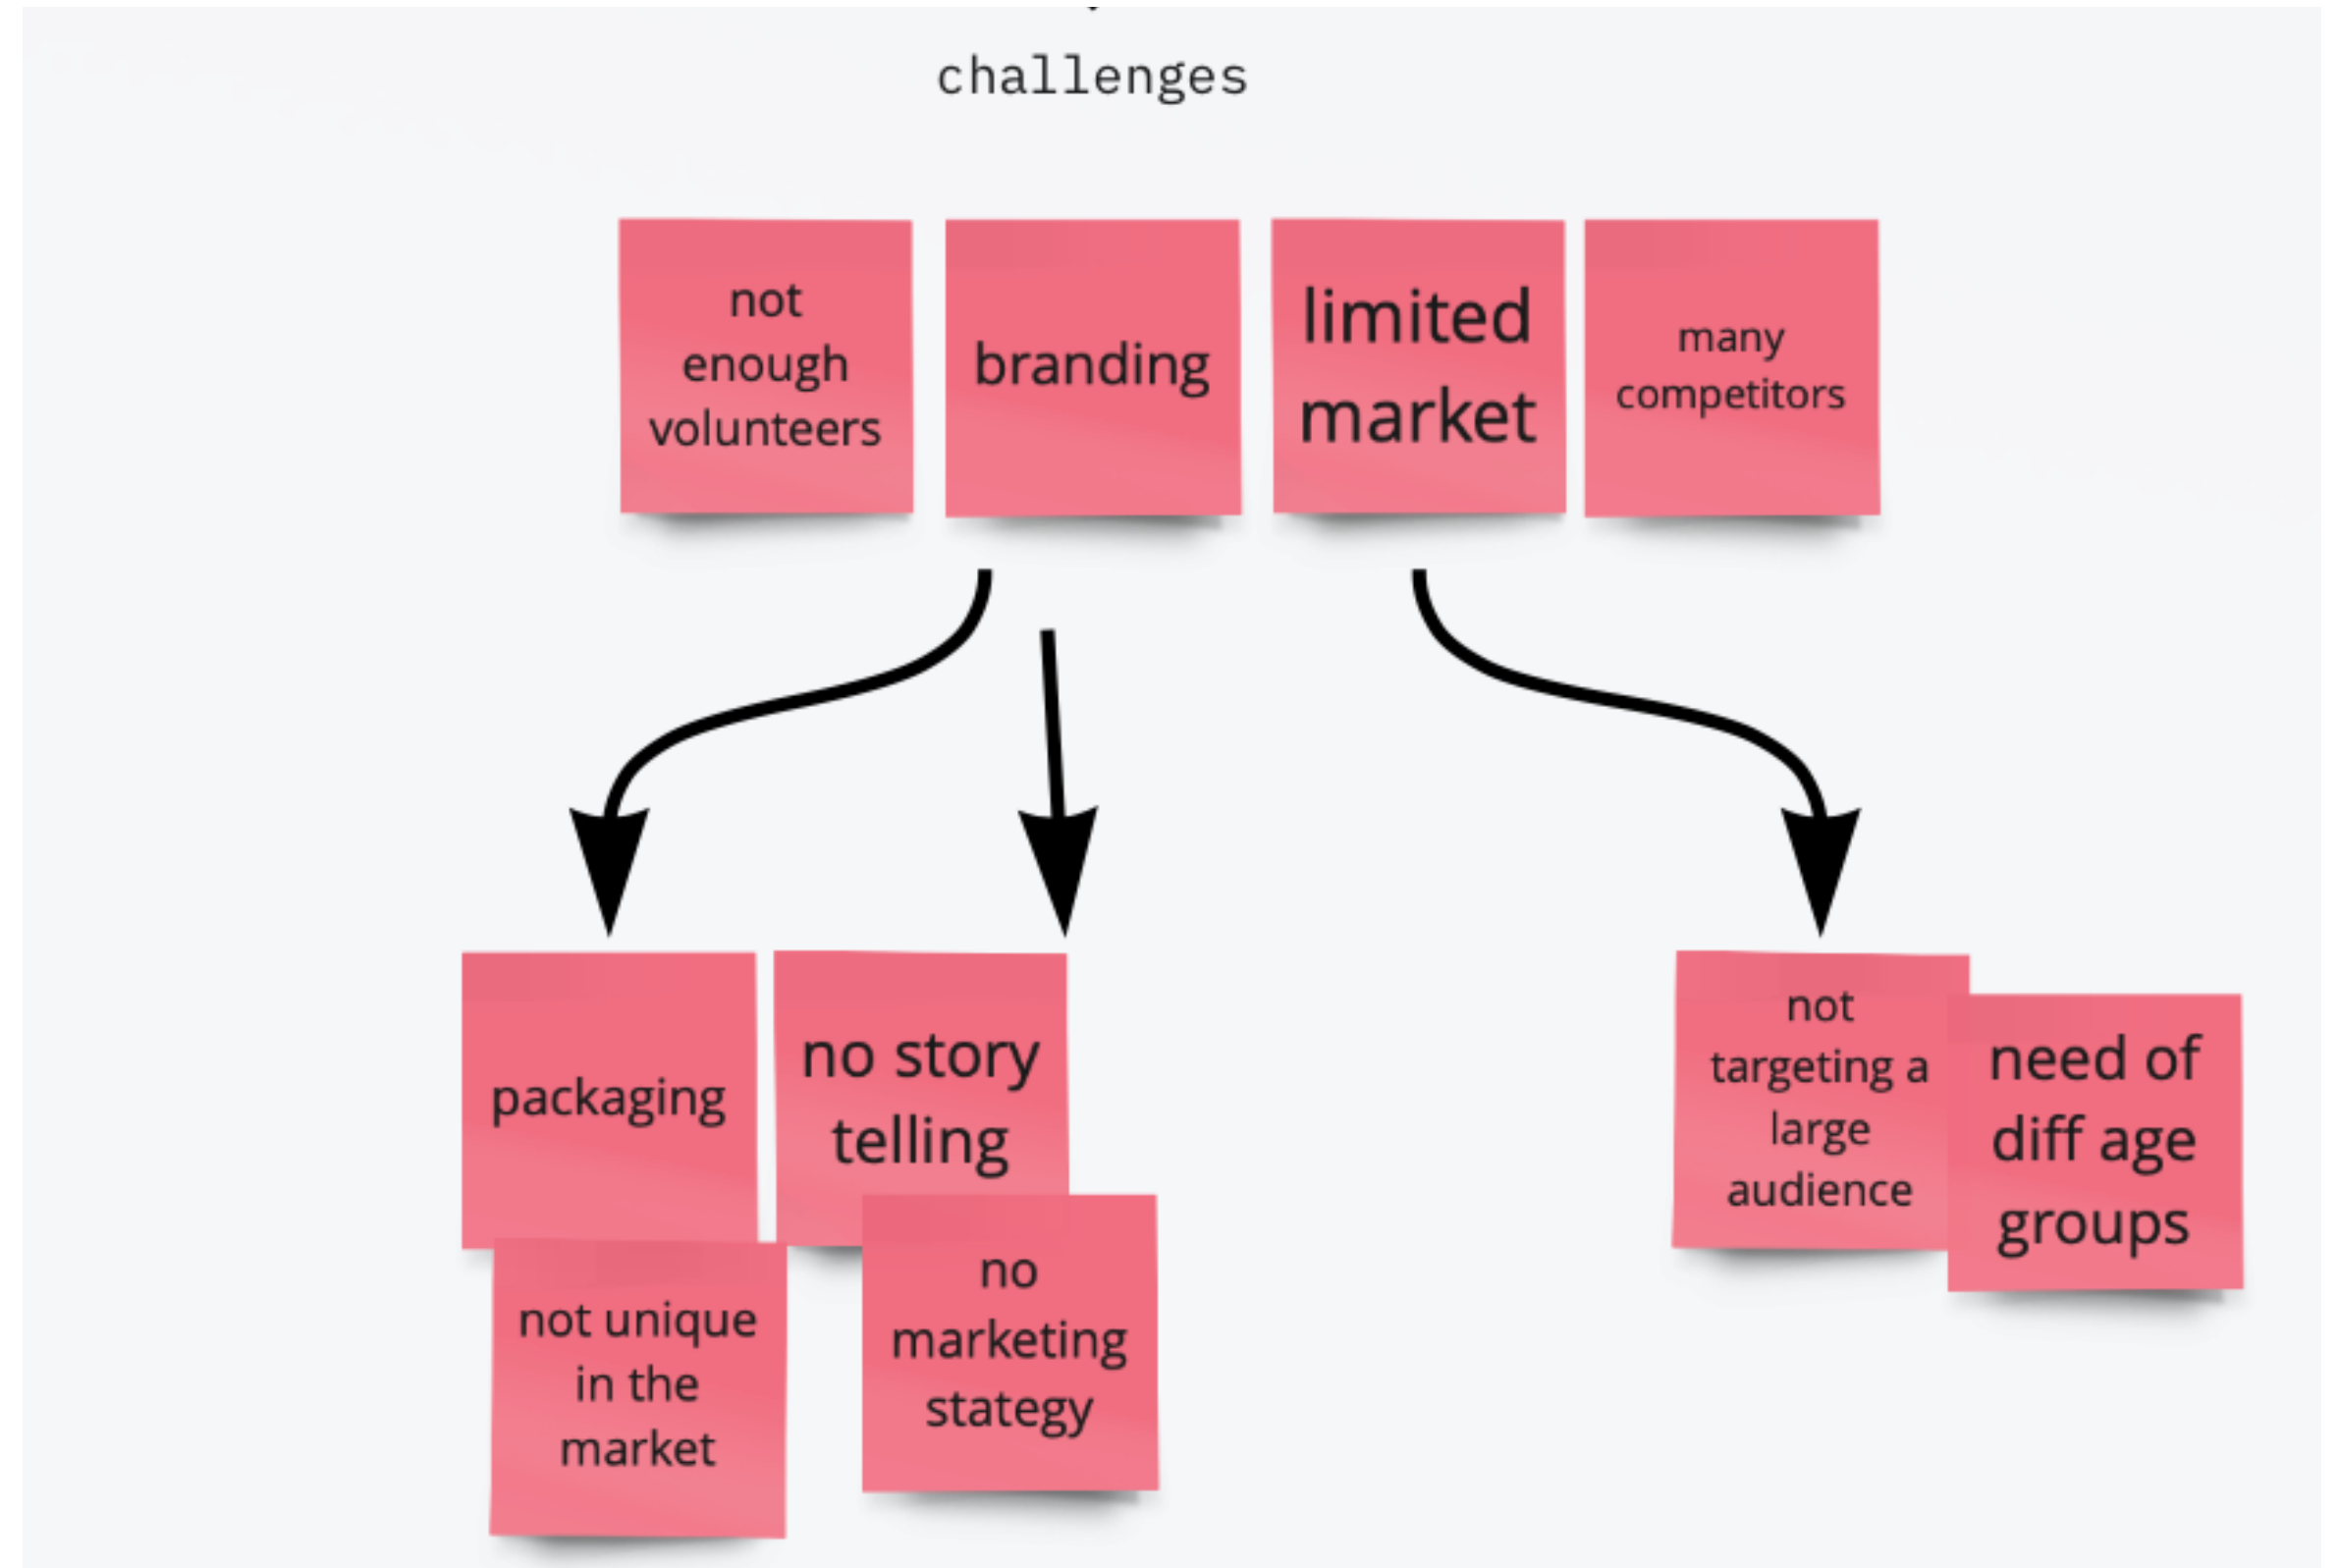 challenges
not
enough
volunteers
branding
limited
market
many
competitors
packaging
no story
telling
not unique
in the
market
no
marketing
stategy
not
targeting a
large
audience
need of
diff age
groups